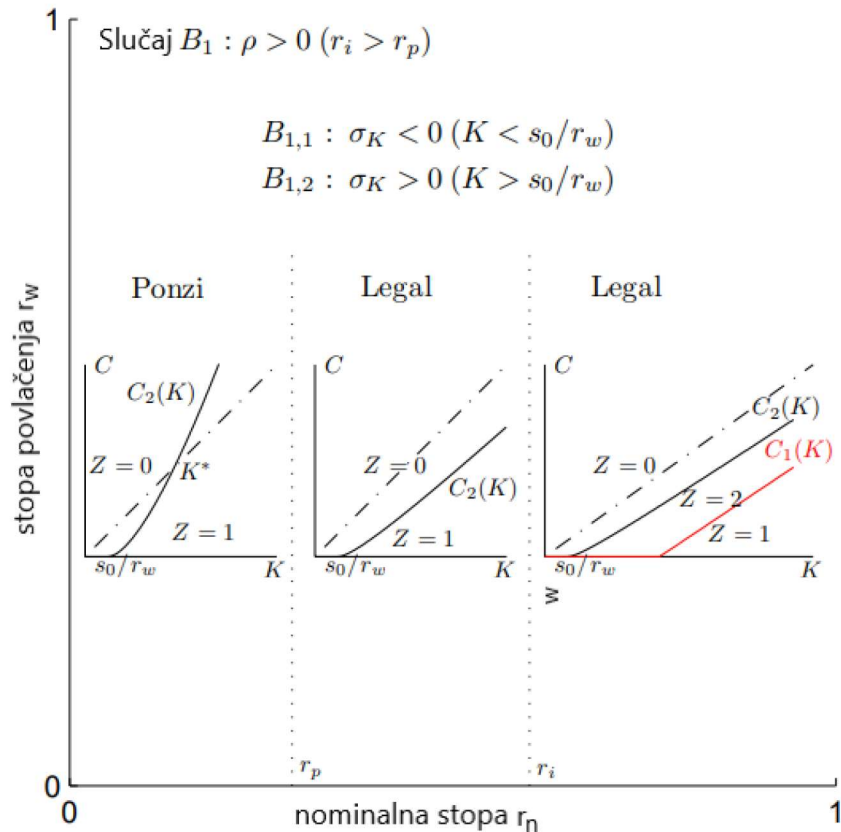 1
Slučaj B₁ : ρ > 0 (rᵢ > rₚ)
B₁,₁ : σ_K < 0 (K < s₀/r_w)
B₁,₂ : σ_K > 0 (K > s₀/r_w)
stopa povlačenja r_w
Ponzi
C
C₂(K)
Z = 0
K*
Z = 1
s₀/r_w
K
Legal
C
Z = 0
C₂(K)
Z = 1
s₀/r_w
K
Legal
C
C₂(K)
C₁(K)
Z = 0
Z = 2
Z = 1
s₀/r_w
K
w
rₚ
rᵢ
0
0
nominalna stopa rₙ
1